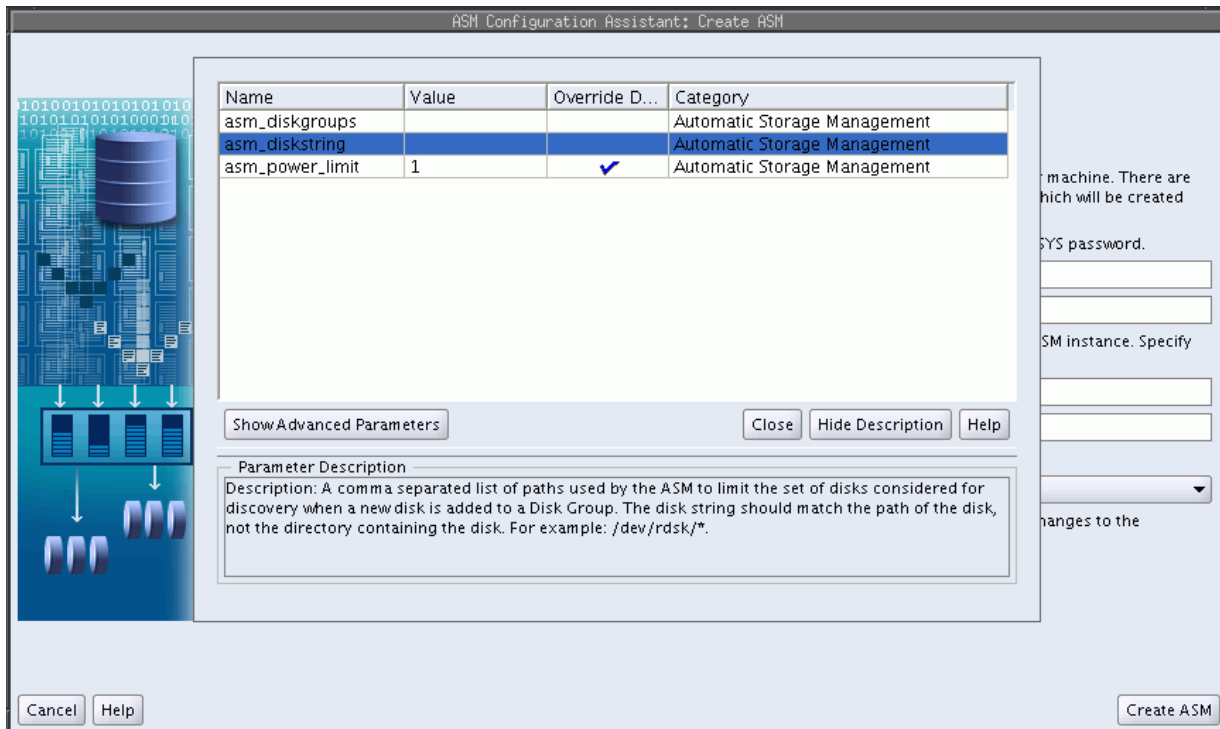 ASM Configuration Assistant: Create ASM
Name Value Override D... Category
asm_diskgroups Automatic Storage Management
asm_diskstring Automatic Storage Management
asm_power_limit 1 Automatic Storage Management
machine. There are
hich will be created
SYS password.
SM instance. Specify
hanges to the
Show Advanced Parameters Close Hide Description Help
Parameter Description
Description: A comma separated list of paths used by the ASM to limit the set of disks considered for
discovery when a new disk is added to a Disk Group. The disk string should match the path of the disk,
not the directory containing the disk. For example: /dev/rdsk/*.
Cancel Help Create ASM